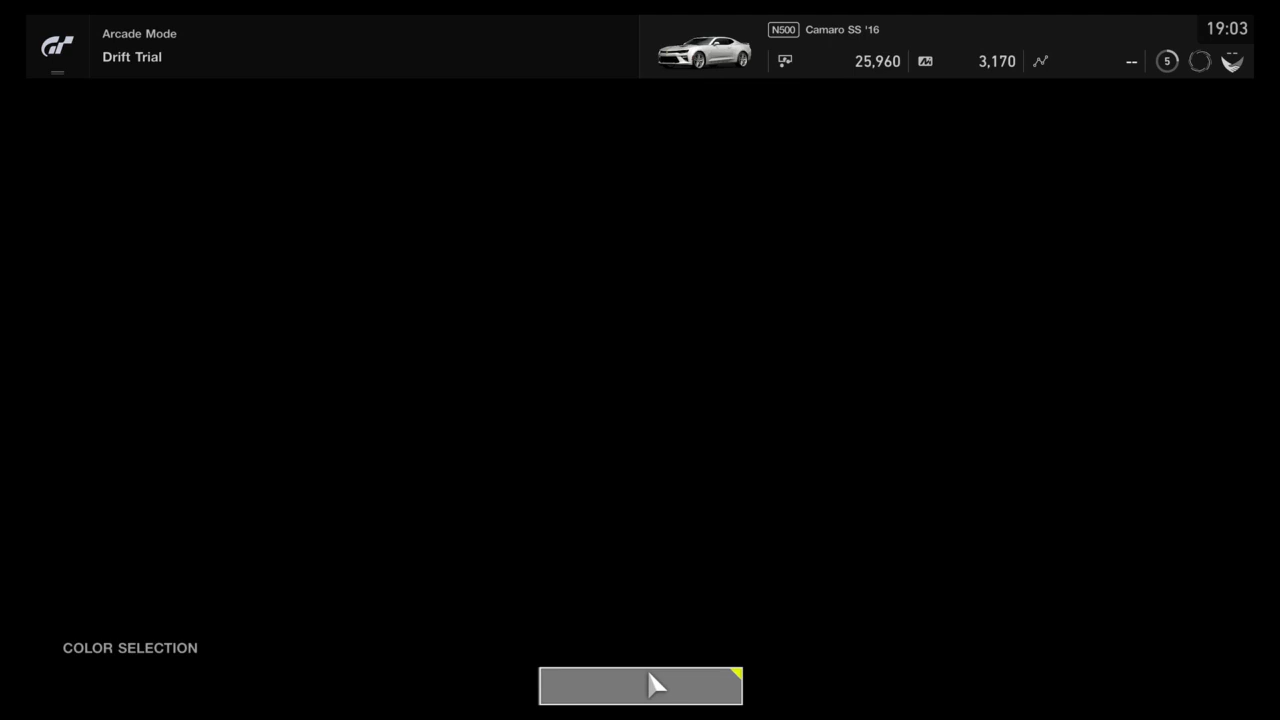 Arcade Mode
Drift Trial
N500 Camaro SS '16
19:03
25,960
3,170
--
5
--
COLOR SELECTION